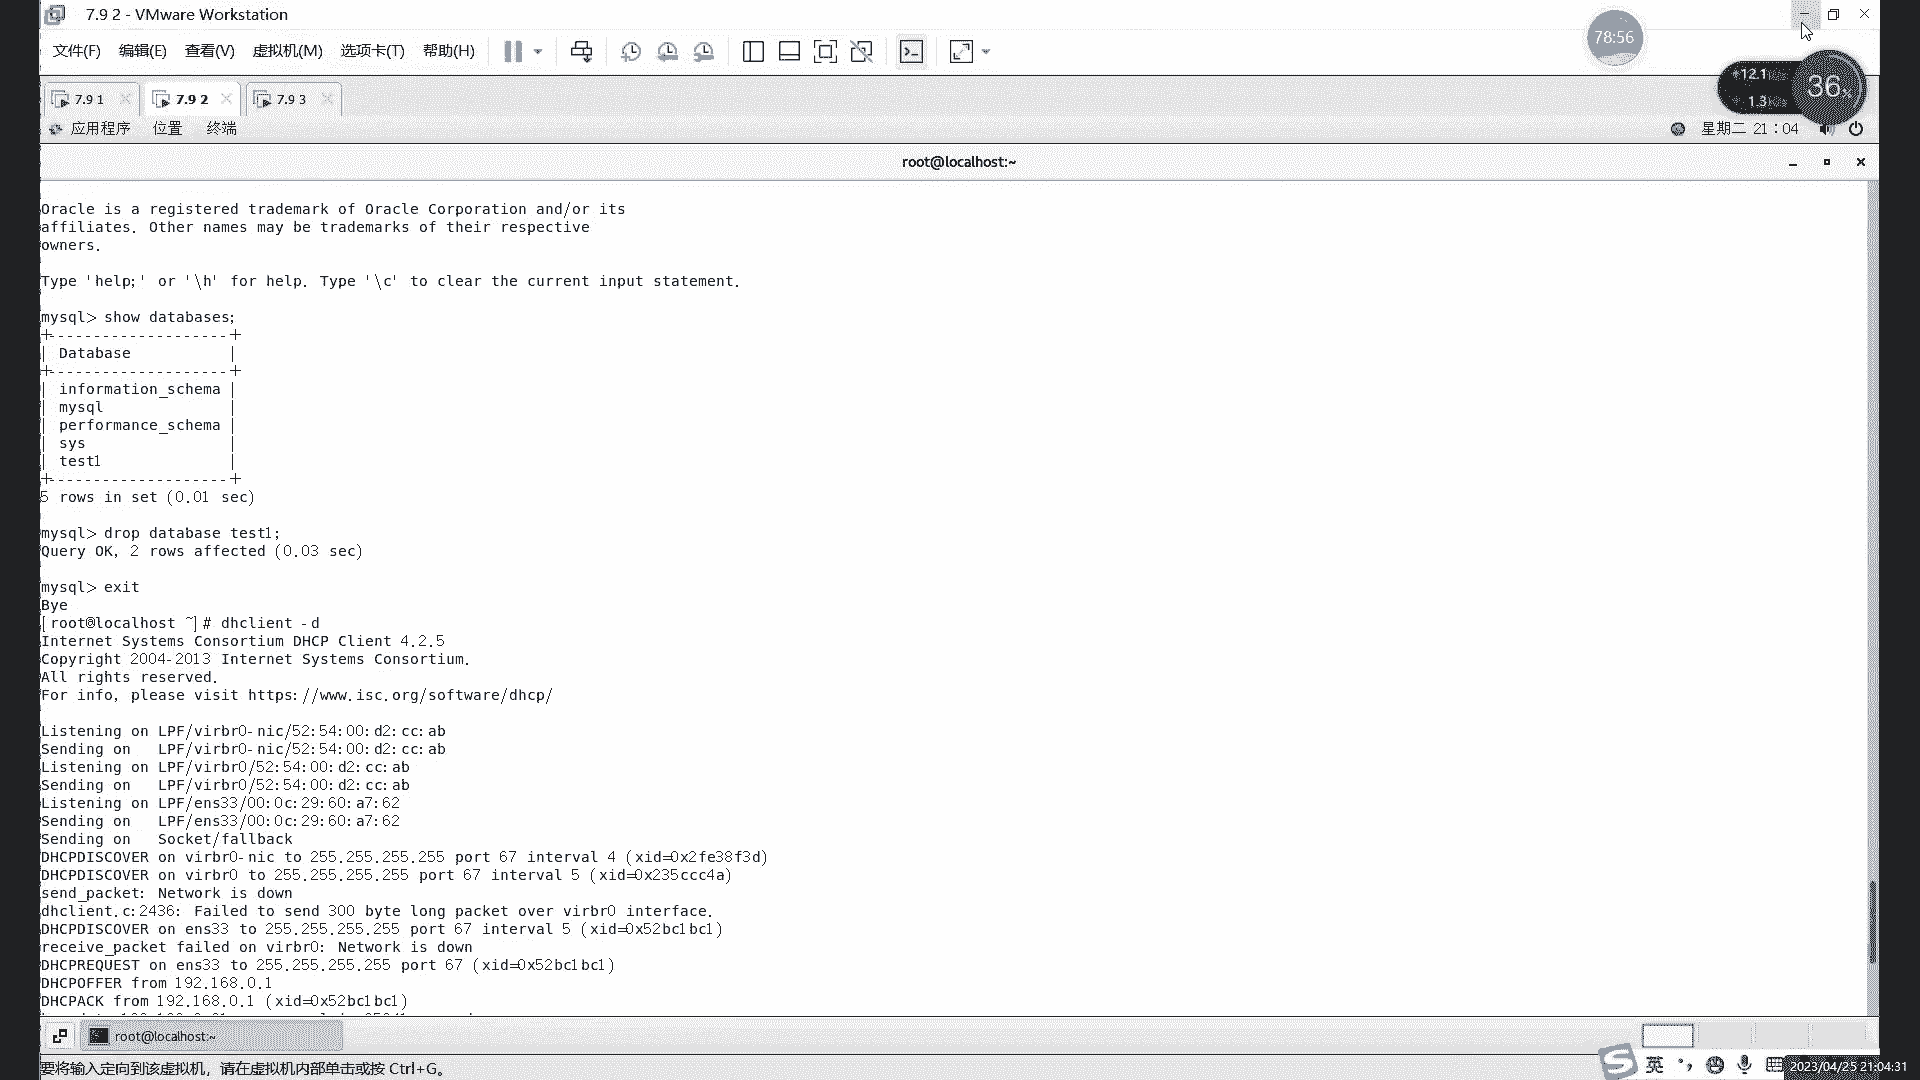 7.9 2 - VMware Workstation
文件(F) 编辑(E) 查看(V) 虚拟机(M) 选项卡(T) 帮助(H)
78:56
7.9 1
7.9 2
7.9 3
12.1
1.3
36
应用程序 位置 终端
星期二 21：04
root@localhost:~
Oracle is a registered trademark of Oracle Corporation and/or its
affiliates. Other names may be trademarks of their respective
owners.
Type 'help;' or '\h' for help. Type '\c' to clear the current input statement.
mysql> show databases;
+--------------------+
| Database           |
+--------------------+
| information_schema |
| mysql              |
| performance_schema |
| sys                |
| test1              |
+--------------------+
5 rows in set (0.01 sec)
mysql> drop database test1;
Query OK, 2 rows affected (0.03 sec)
mysql> exit
Bye
[root@localhost ~]# dhclient -d
Internet Systems Consortium DHCP Client 4.2.5
Copyright 2004-2013 Internet Systems Consortium.
All rights reserved.
For info, please visit https://www.isc.org/software/dhcp/
Listening on LPF/virbr0-nic/52:54:00:d2:cc:ab
Sending on   LPF/virbr0-nic/52:54:00:d2:cc:ab
Listening on LPF/virbr0/52:54:00:d2:cc:ab
Sending on   LPF/virbr0/52:54:00:d2:cc:ab
Listening on LPF/ens33/00:0c:29:60:a7:62
Sending on   LPF/ens33/00:0c:29:60:a7:62
Sending on   Socket/fallback
DHCPDISCOVER on virbr0-nic to 255.255.255.255 port 67 interval 4 (xid=0x2fe38f3d)
DHCPDISCOVER on virbr0 to 255.255.255.255 port 67 interval 5 (xid=0x235ccc4a)
send_packet: Network is down
dhclient.c:2436: Failed to send 300 byte long packet over virbr0 interface.
DHCPDISCOVER on ens33 to 255.255.255.255 port 67 interval 5 (xid=0x52bc1bc1)
receive_packet failed on virbr0: Network is down
DHCPREQUEST on ens33 to 255.255.255.255 port 67 (xid=0x52bc1bc1)
DHCPOFFER from 192.168.0.1
DHCPACK from 192.168.0.1 (xid=0x52bc1bc1)
root@localhost:~
要将输入定向到该虚拟机，请在虚拟机内部单击或按 Ctrl+G。
英
2023/04/25 21:04:31